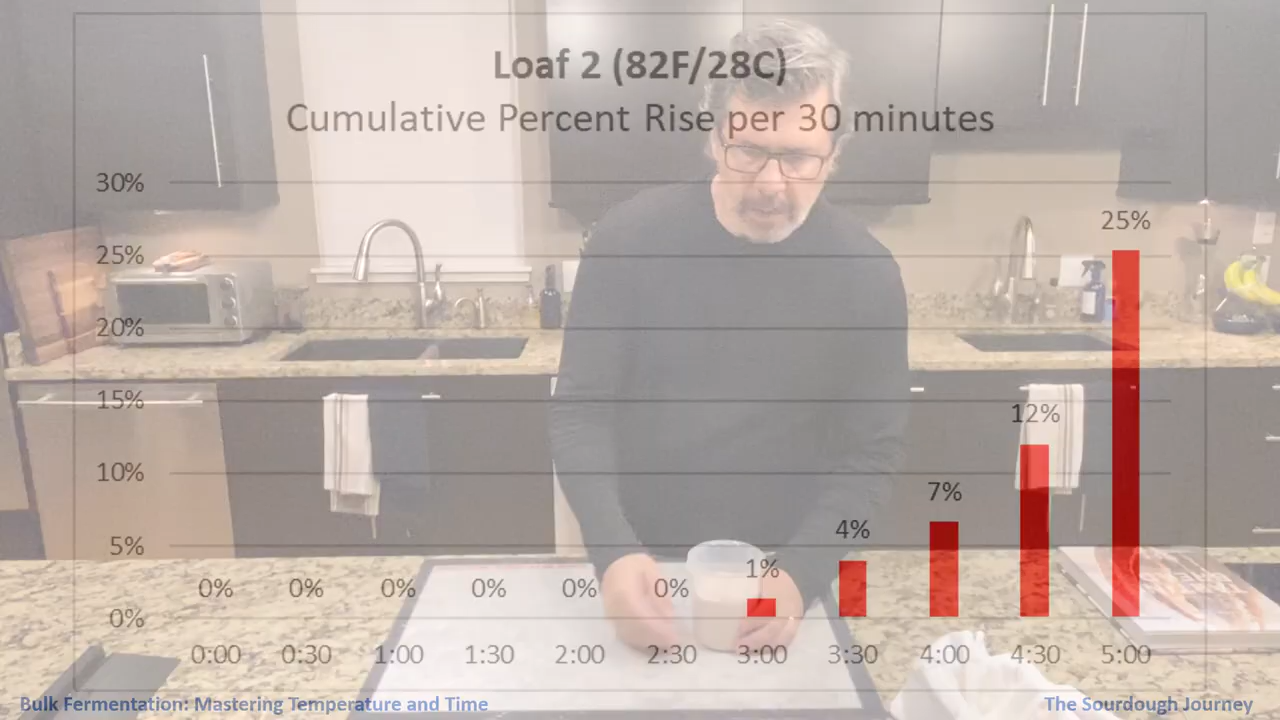 Loaf 2 (82F/28C)
Cumulative Percent Rise per 30 minutes
30%
25%
20%
15%
10%
5%
0%
0% 0% 0% 0% 0% 0% 1% 4% 7% 12% 25%
0:00 0:30 1:00 1:30 2:00 2:30 3:00 3:30 4:00 4:30 5:00
Bulk Fermentation: Mastering Temperature and Time
The Sourdough Journey